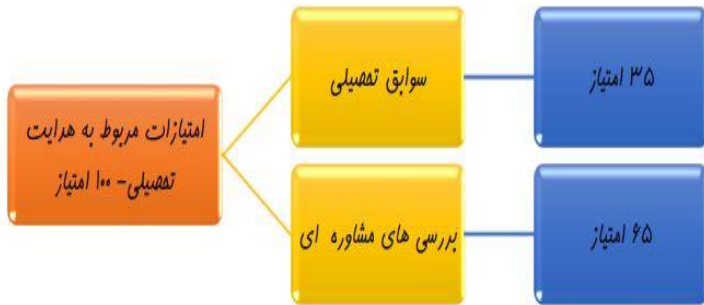 امتیازات مربوط به هدایت
تحصیلی- ۱۰۰ امتیاز
سوابق تحصیلی
۳۵ امتیاز
بررسی های مشاوره ای
۶۵ امتیاز